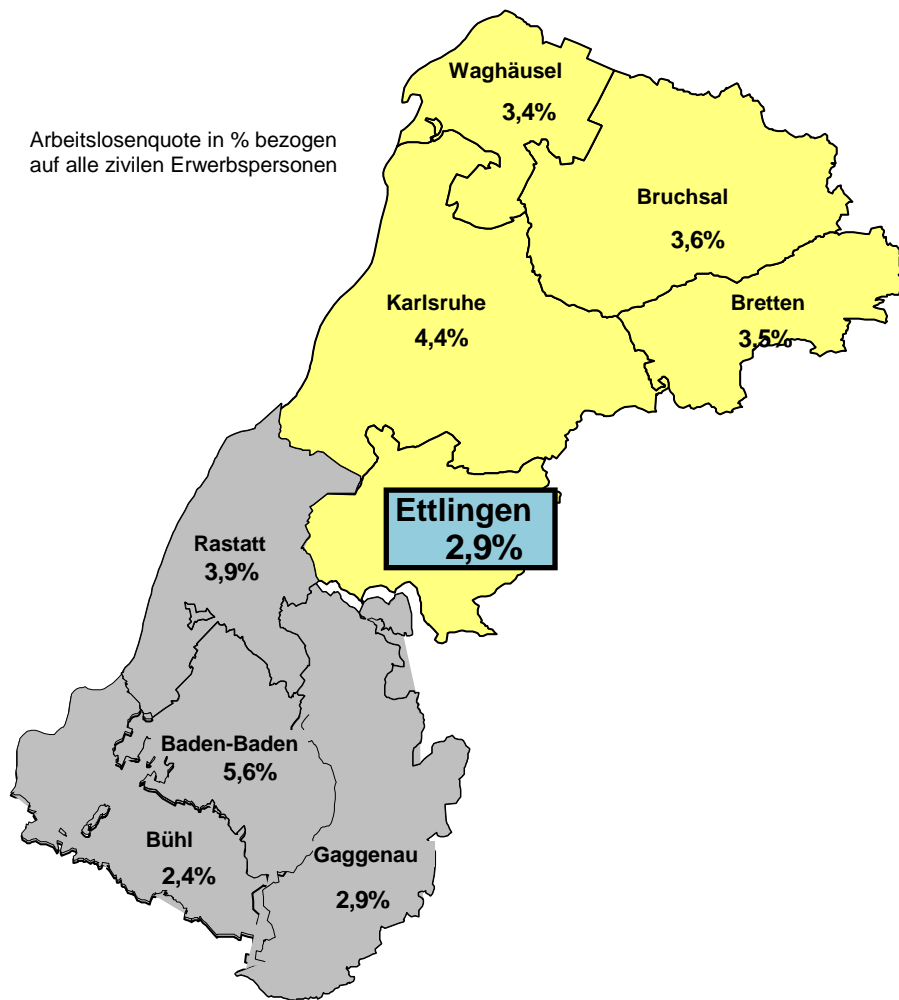 Waghäusel
3,4%
Arbeitslosenquote in % bezogen
auf alle zivilen Erwerbspersonen
Bruchsal
3,6%
Karlsruhe
4,4%
Bretten
3,5%
Ettlingen
2,9%
Rastatt
3,9%
Baden-Baden
5,6%
Bühl
2,4%
Gaggenau
2,9%